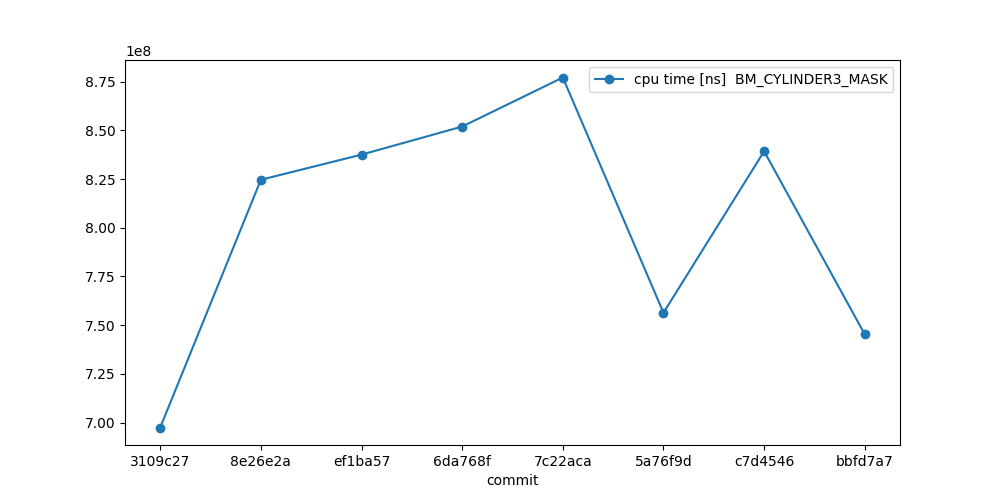 1e8
cpu time [ns]  BM_CYLINDER3_MASK
8.75
8.50
8.25
8.00
7.75
7.50
7.25
7.00
3109c27 8e26e2a ef1ba57 6da768f 7c22aca 5a76f9d c7d4546 bbfd7a7
commit